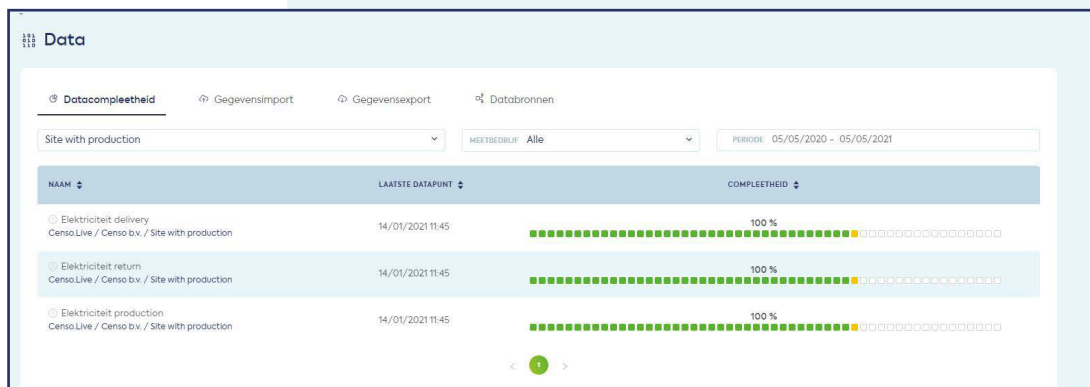 Data
Datacompleetheid Gegevensimport Gegevensexport Databronnen
Site with production MEETBEDRIJF Alle PERIODE 05/05/2020 - 05/05/2021
NAAM LAATSTE DATAPUNT COMPLEETHEID
Elektriciteit delivery
Censo.Live / Censo b.v. / Site with production
14/01/2021 11:45
100 %
Elektriciteit return
Censo.Live / Censo b.v. / Site with production
14/01/2021 11:45
100 %
Elektriciteit production
Censo.Live / Censo b.v. / Site with production
14/01/2021 11:45
100 %
< 1 >